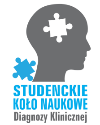 STUDENCKIE
KOŁO NAUKOWE
Diagnozy Klinicznej